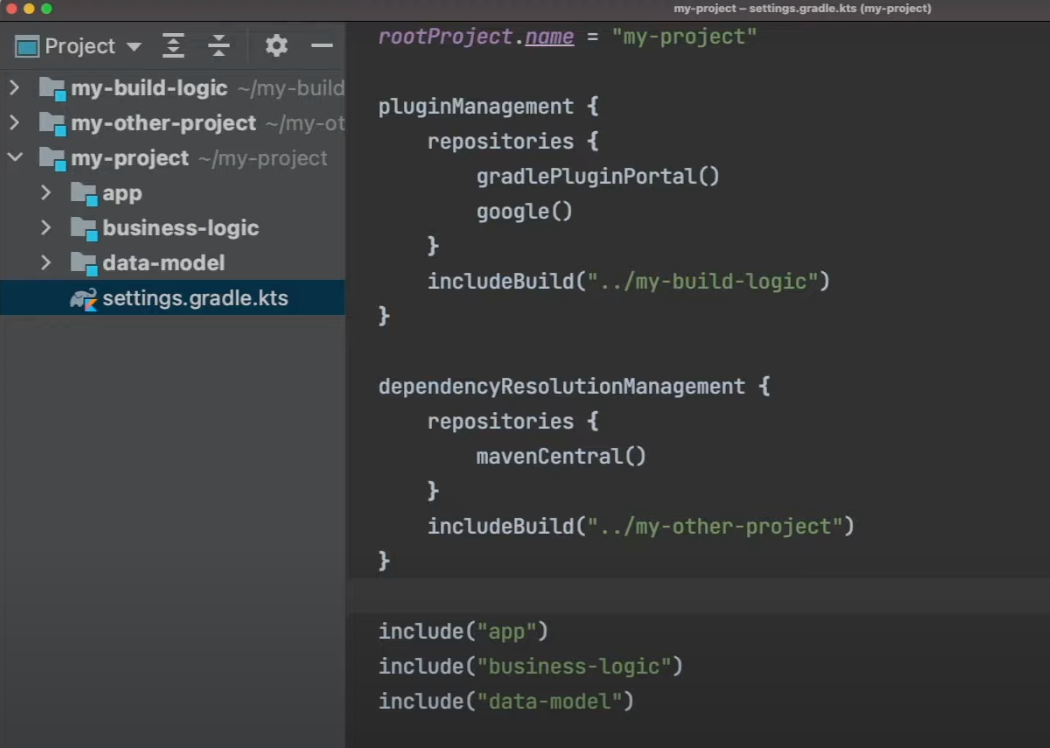 my-project – settings.gradle.kts (my-project)
Project
my-build-logic ~/my-build
my-other-project ~/my-ot
my-project ~/my-project
app
business-logic
data-model
settings.gradle.kts
rootProject.name = "my-project"
pluginManagement {
repositories {
gradlePluginPortal()
google()
}
includeBuild("../my-build-logic")
}
dependencyResolutionManagement {
repositories {
mavenCentral()
}
includeBuild("../my-other-project")
}
include("app")
include("business-logic")
include("data-model")